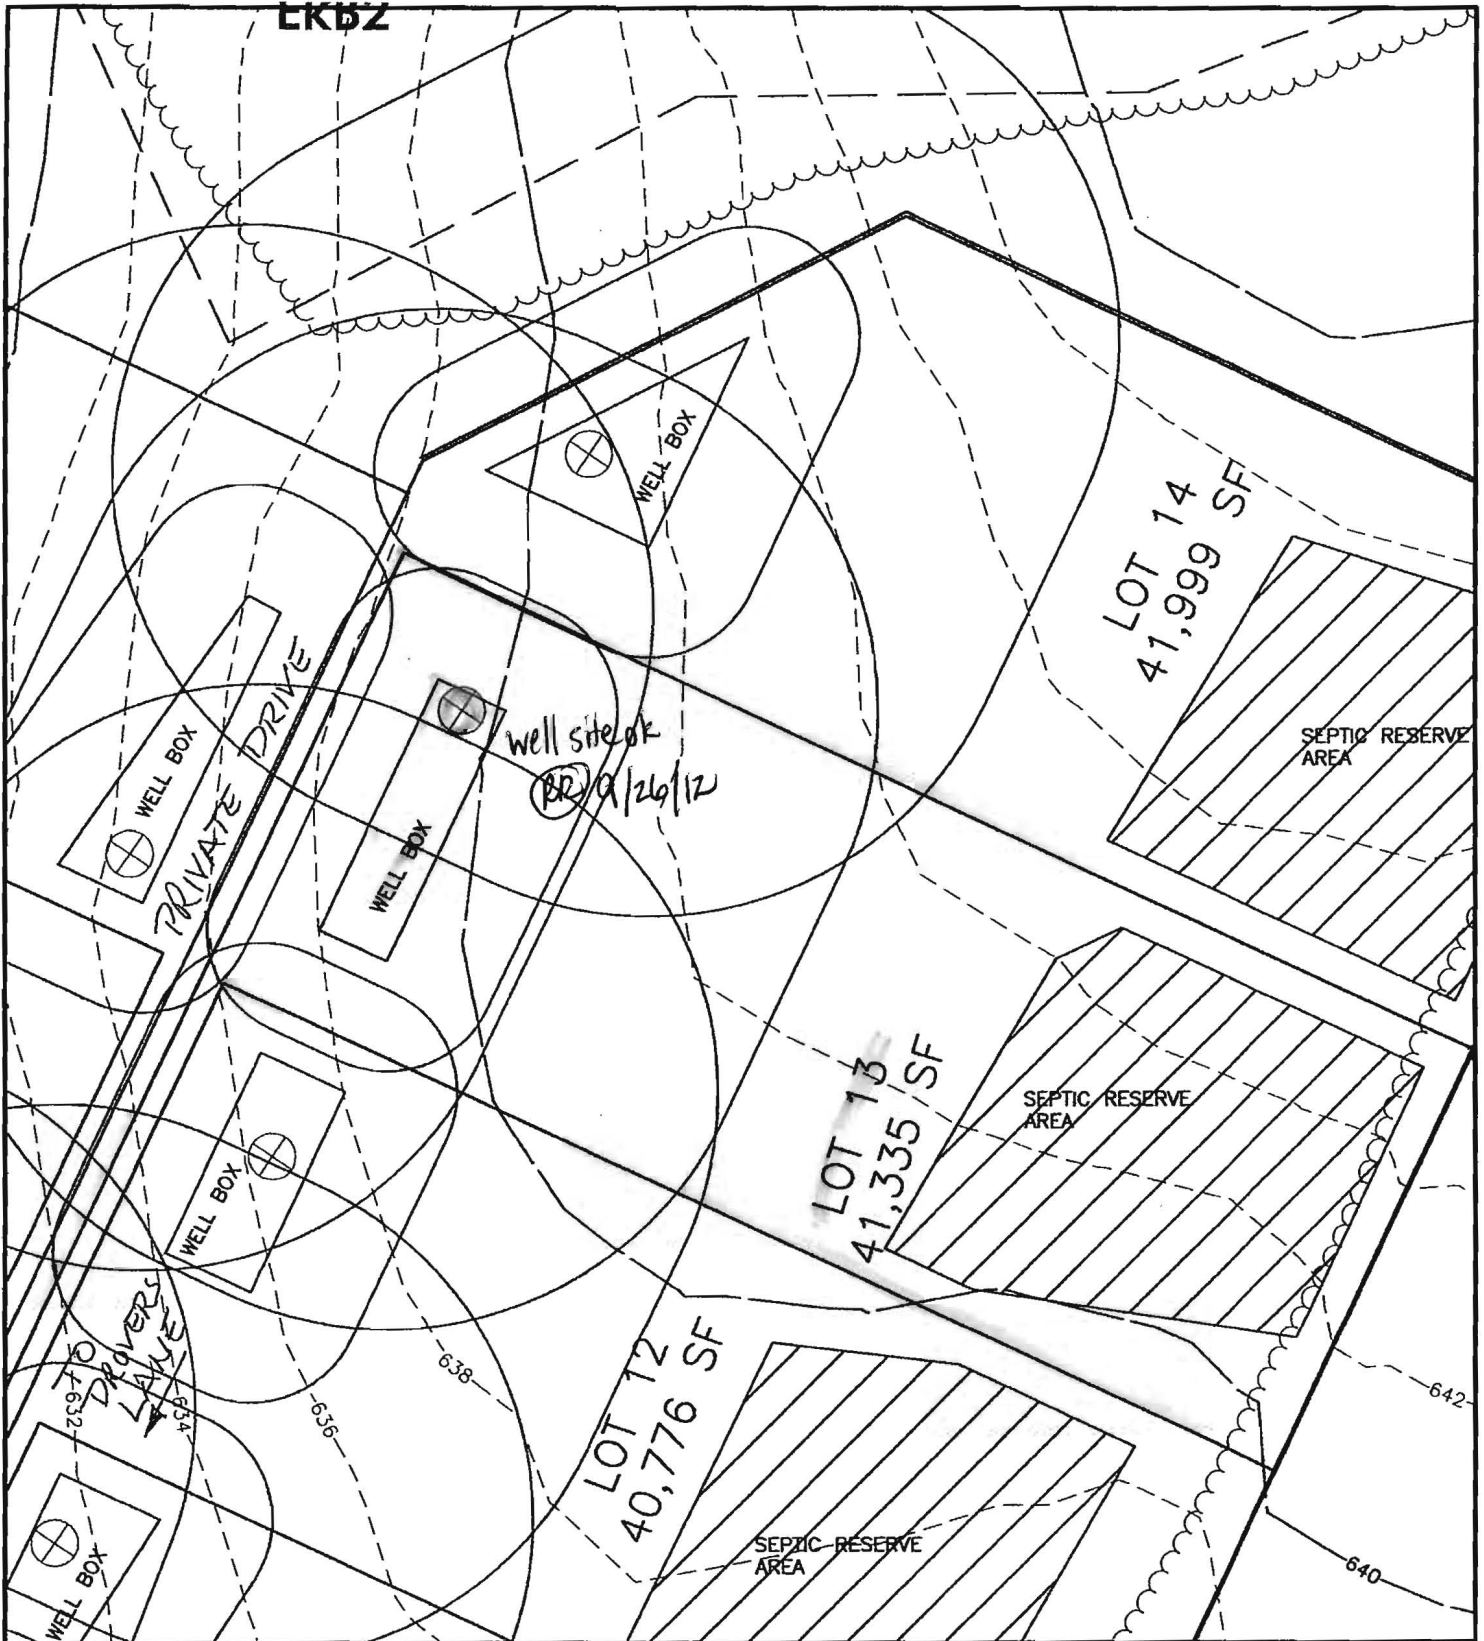 WELL BOX
LOT 14
41,999 SF
SEPTIC RESERVE
AREA
PRIVATE DRIVE
WELL BOX
well site ok
RR 9/26/12
WELL BOX
LOT 13
41,335 SF
SEPTIC RESERVE
AREA
WELL BOX
TO
DROVERS
LANE
632
634
636
638
LOT 12
40,776 SF
642
640
SEPTIC RESERVE
AREA
WELL BOX